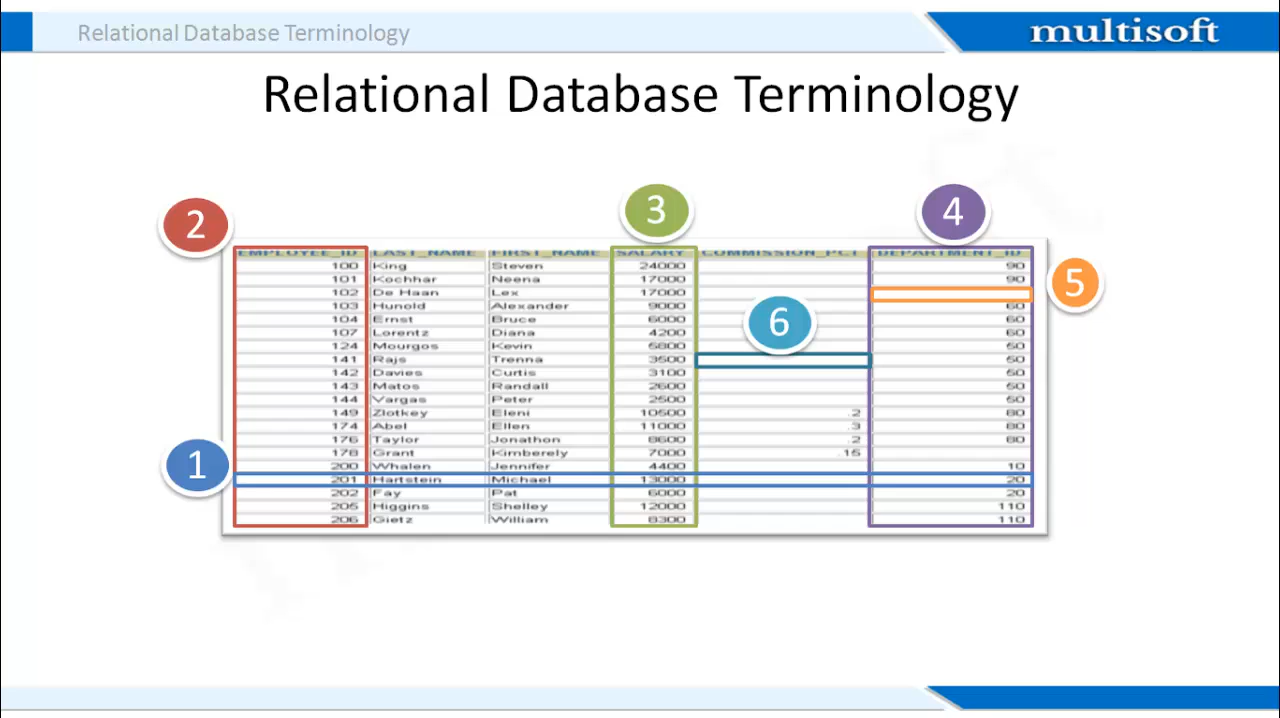 Relational Database Terminology
multisoft
Relational Database Terminology
2
3
4
5
6
1
EMPLOYEE_ID LAST_NAME FIRST_NAME SALARY COMMISSION_PCT DEPARTMENT_ID
100 King Steven 24000 90
101 Kochhar Neena 17000 90
102 De Haan Lex 17000
103 Hunold Alexander 9000 60
104 Ernst Bruce 6000 60
107 Lorentz Diana 4200 60
124 Mourgos Kevin 5800 50
141 Rajs Trenna 3500 50
142 Davies Curtis 3100 50
143 Matos Randall 2600 50
144 Vargas Peter 2500 50
149 Zlotkey Eleni 10500 .2 80
174 Abel Ellen 11000 .3 80
176 Taylor Jonathon 8600 .2 80
178 Grant Kimberely 7000 .15
200 Whalen Jennifer 4400 10
201 Hartstein Michael 13000 20
202 Fay Pat 6000 20
205 Higgins Shelley 12000 110
206 Gietz William 8300 110